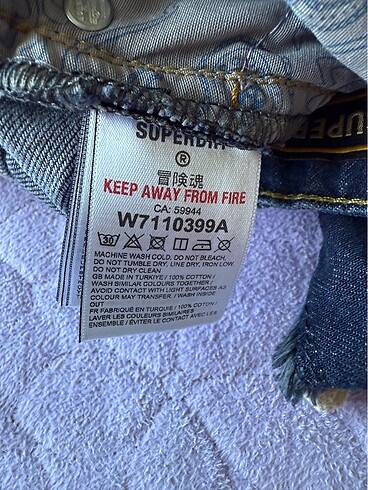 SUPERDRY
®
冒険魂
KEEP AWAY FROM FIRE
CA: 59944
W7110399A
30
MACHINE WASH COLD, DO NOT BLEACH,
DO NOT TUMBLE DRY, LINE DRY, IRON LOW,
DO NOT DRY CLEAN
GB MADE IN TURKIYE / 100% COTTON /
WASH SIMILAR COLOURS TOGETHER /
AVOID CONTACT WITH LIGHT SURFACES AS
COLOUR MAY TRANSFER / WASH INSIDE
OUT
FR FABRIQUÉ EN TURQUIE / 100% COTON /
LAVER LES COULEURS SIMILAIRES
ENSEMBLE / ÉVITER LE CONTACT AVEC LES
SUPER